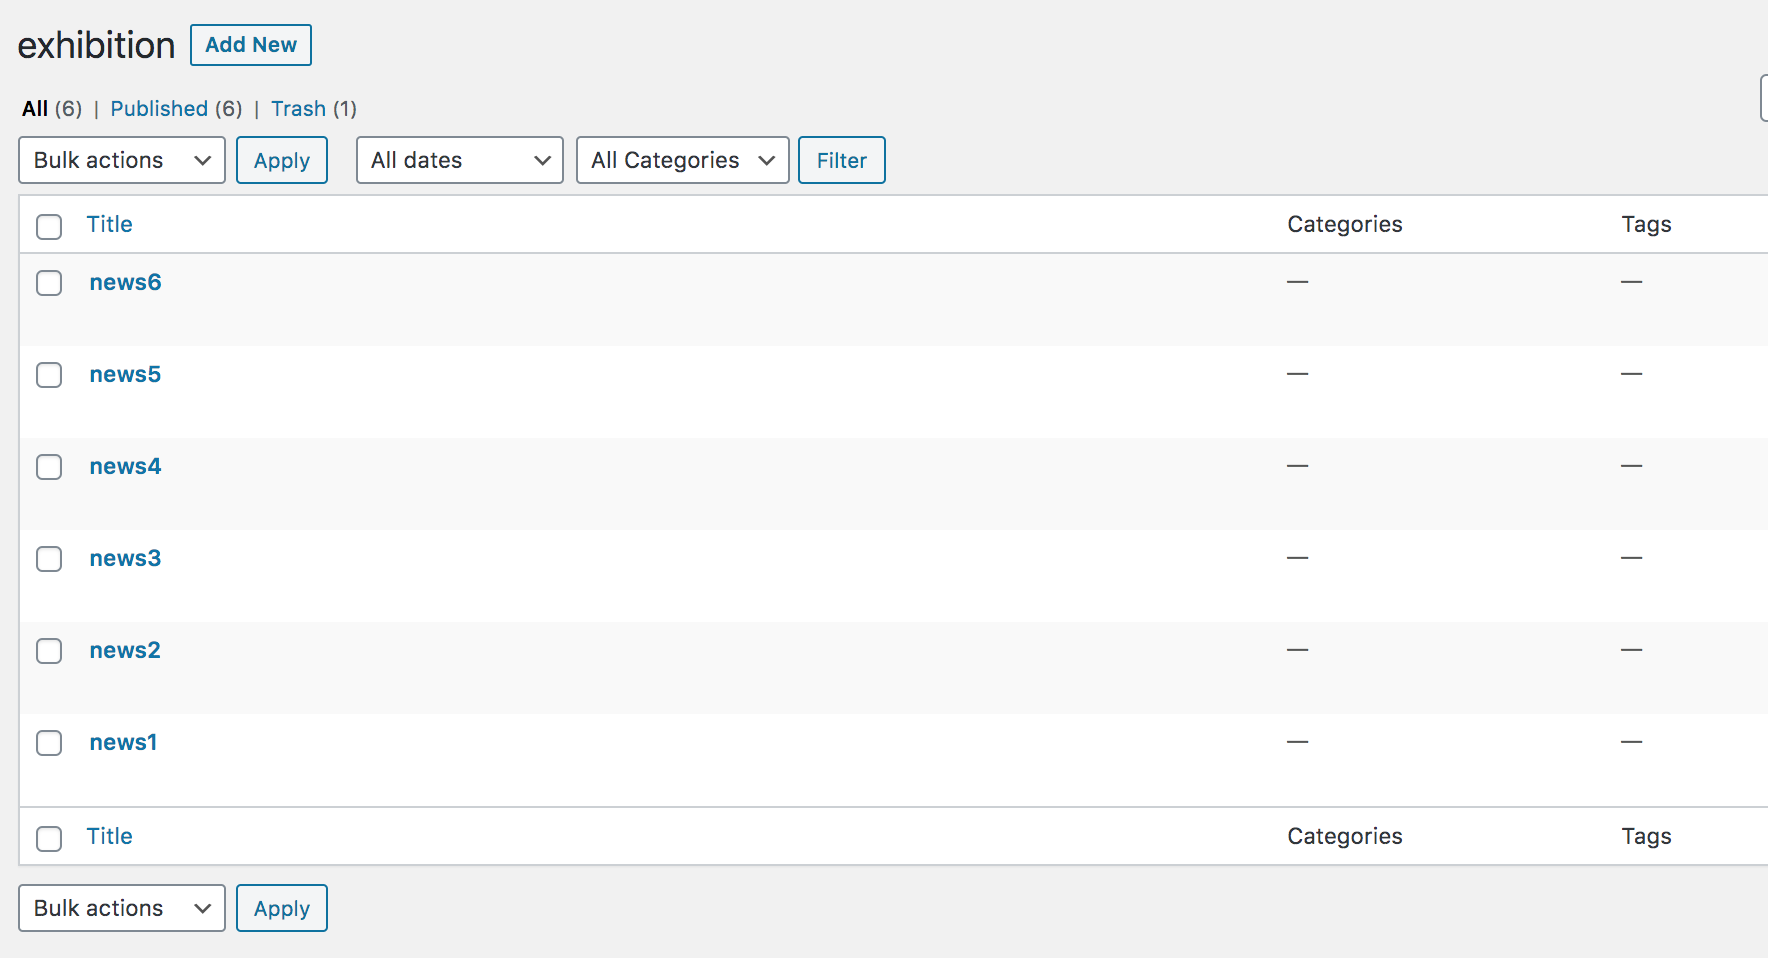 exhibition Add New
All (6) | Published (6) | Trash (1)
Bulk actions Apply All dates All Categories Filter
Title Categories Tags
news6 — —
news5 — —
news4 — —
news3 — —
news2 — —
news1 — —
Title Categories Tags
Bulk actions Apply